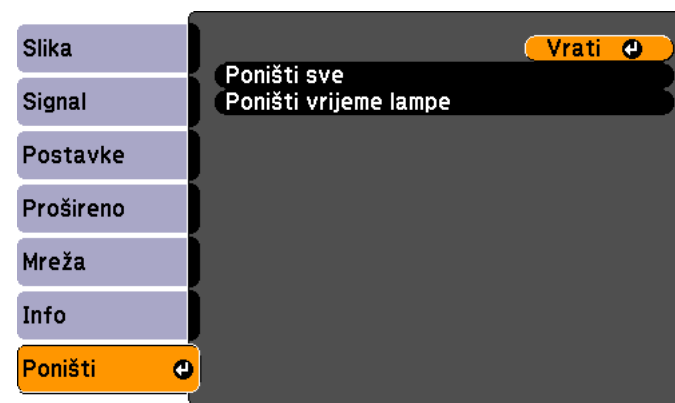 Slika
Signal
Postavke
Prošireno
Mreža
Info
Poništi
Vrati
Poništi sve
Poništi vrijeme lampe